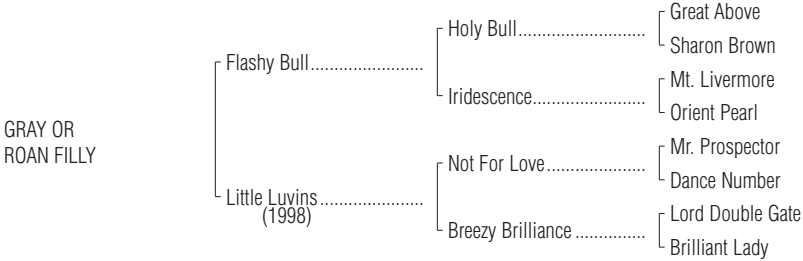 Great Above
Holy Bull..........................
Sharon Brown
Flashy Bull.......................
Mt. Livermore
Iridescence.......................
Orient Pearl
GRAY OR
ROAN FILLY
Mr. Prospector
Not For Love....................
Dance Number
Little Luvins.....................
(1998)
Lord Double Gate
Breezy Brilliance ..............
Brilliant Lady